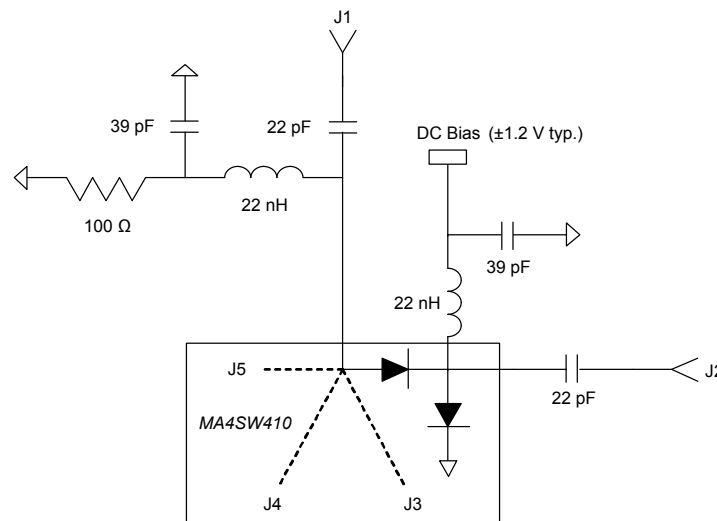 J1
39 pF
22 pF
DC Bias (±1.2 V typ.)
22 nH
100 Ω
39 pF
22 nH
J5
J2
22 pF
MA4SW410
J4
J3